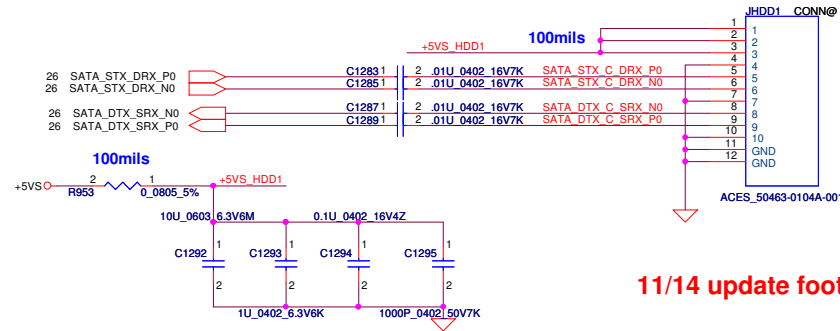 JHDD1 CONN@
100mils
+5VS_HDD1
1 1
2 2
3 3
4 4
26 SATA_STX_DRX_P0 C1283 1 2 .01U_0402_16V7K SATA_STX_C_DRX_P0 5 5
26 SATA_STX_DRX_N0 C1285 1 2 .01U_0402_16V7K SATA_STX_C_DRX_N0 6 6
7 7
26 SATA_DTX_SRX_N0 C1287 1 2 .01U_0402_16V7K SATA_DTX_C_SRX_N0 8 8
26 SATA_DTX_SRX_P0 C1289 1 2 .01U_0402_16V7K SATA_DTX_C_SRX_P0 9 9
10 10
11 GND
12 GND
ACES_50463-0104A-001
100mils
+5VS 2 1 +5VS_HDD1
R953 0_0805_5%
10U_0603_6.3V6M 0.1U_0402_16V4Z
1 1 1 1
C1292 C1293 C1294 C1295
2 2 2 2
1U_0402_6.3V6K 1000P_0402_50V7K
11/14 update foot